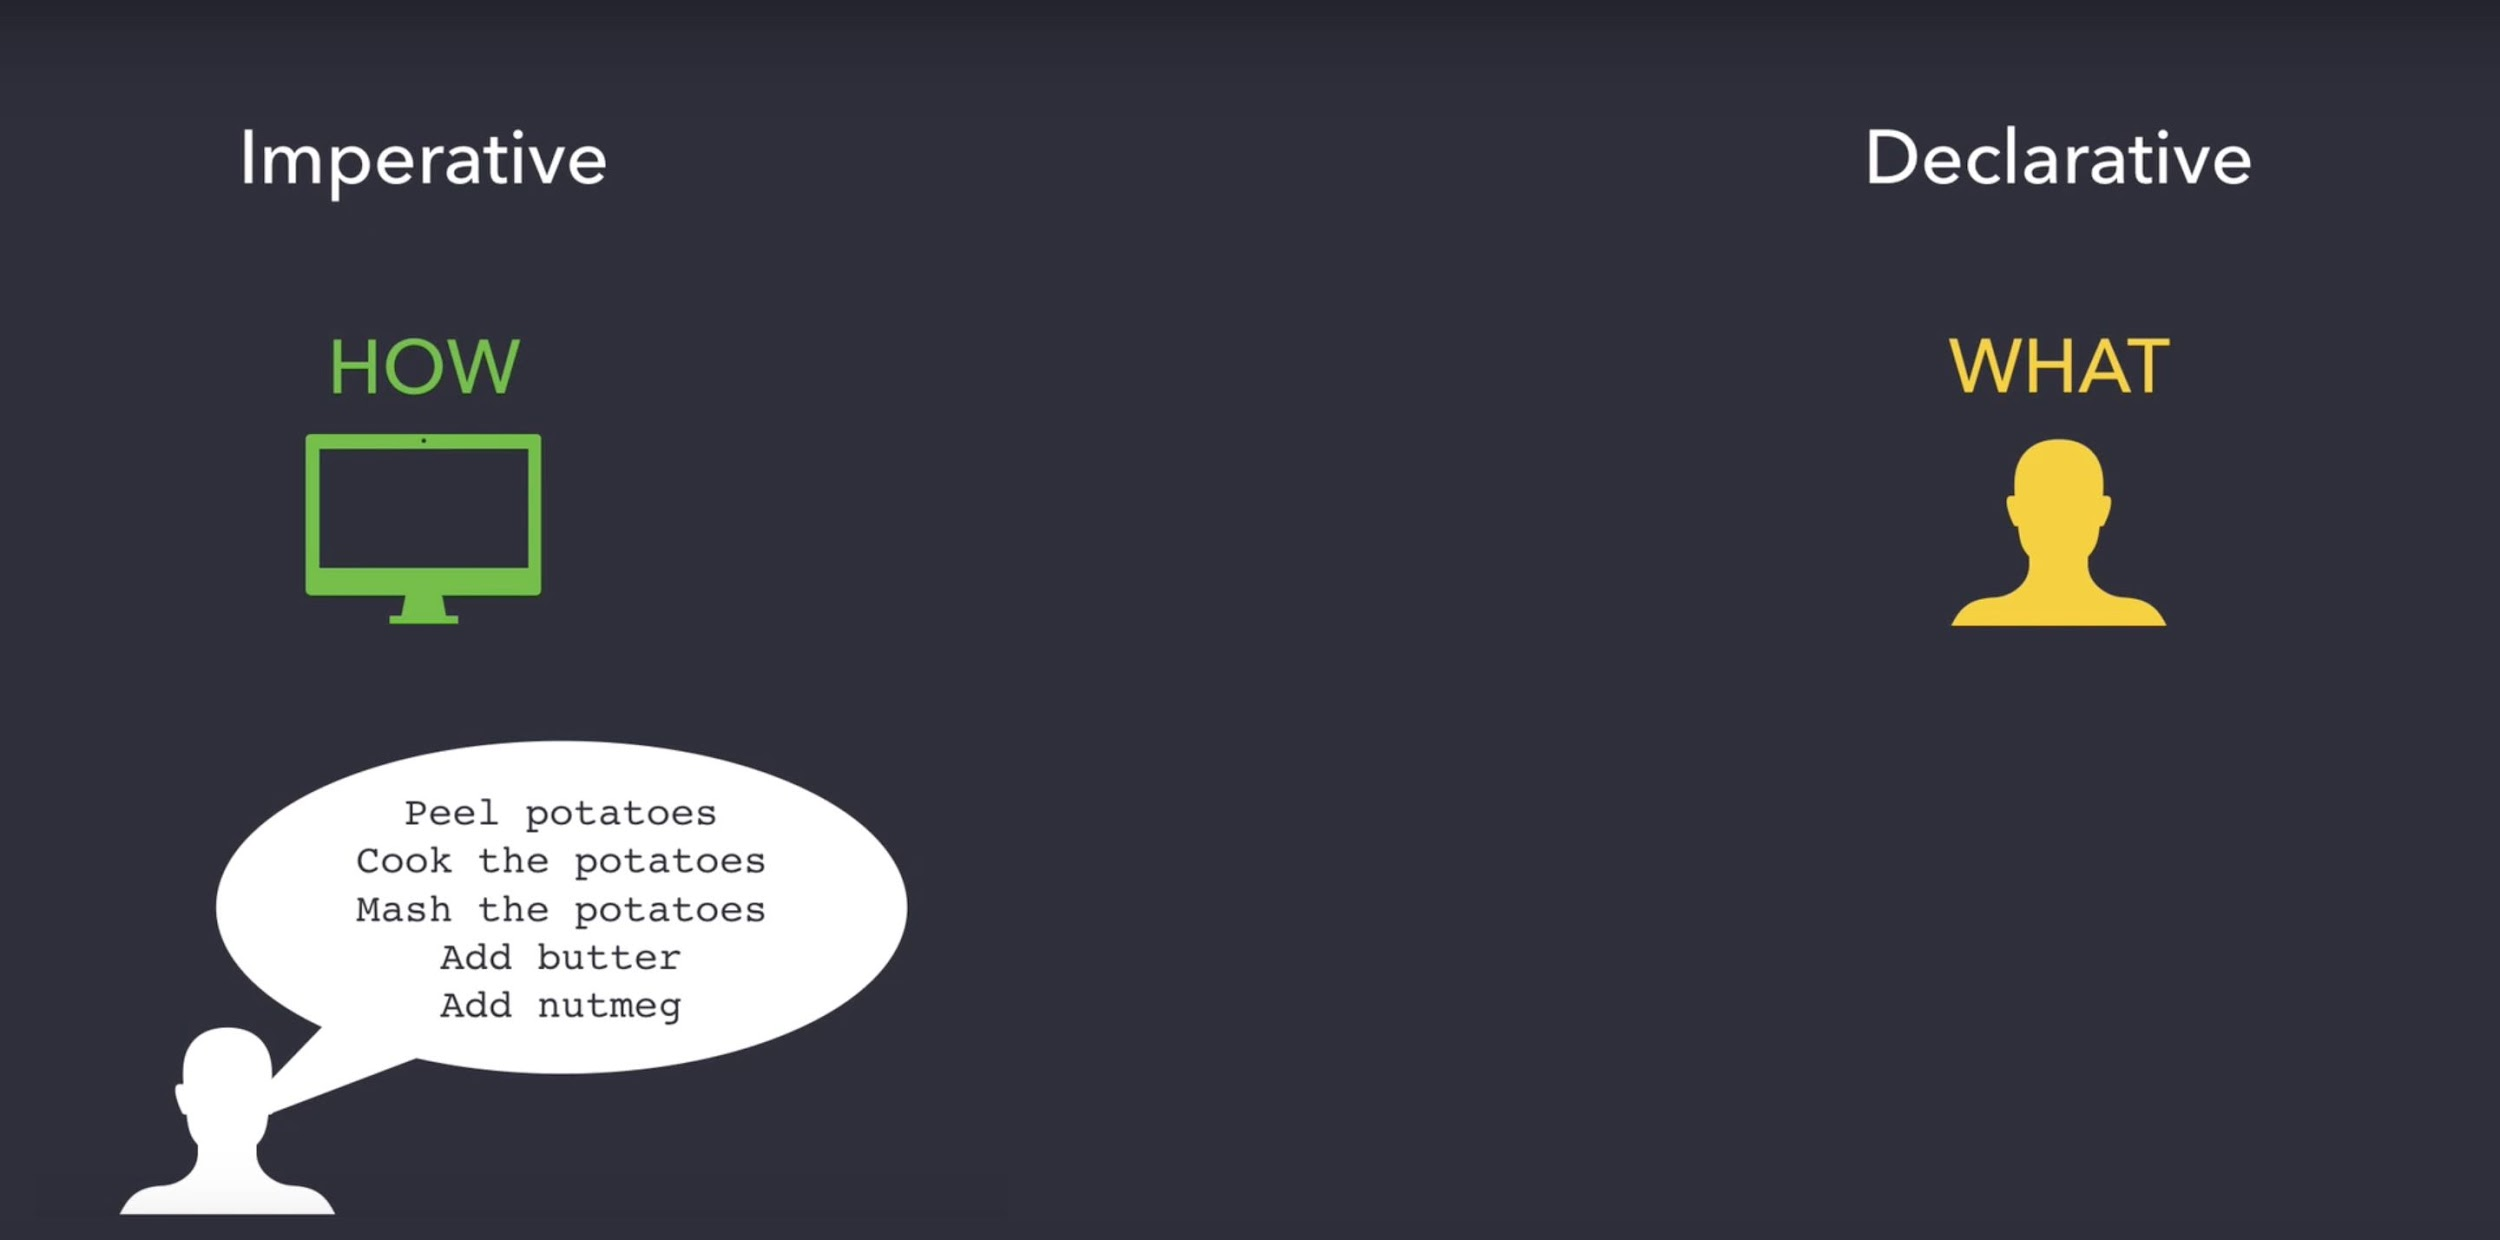 Imperative
Declarative
HOW
WHAT
Peel potatoes
Cook the potatoes
Mash the potatoes
Add butter
Add nutmeg